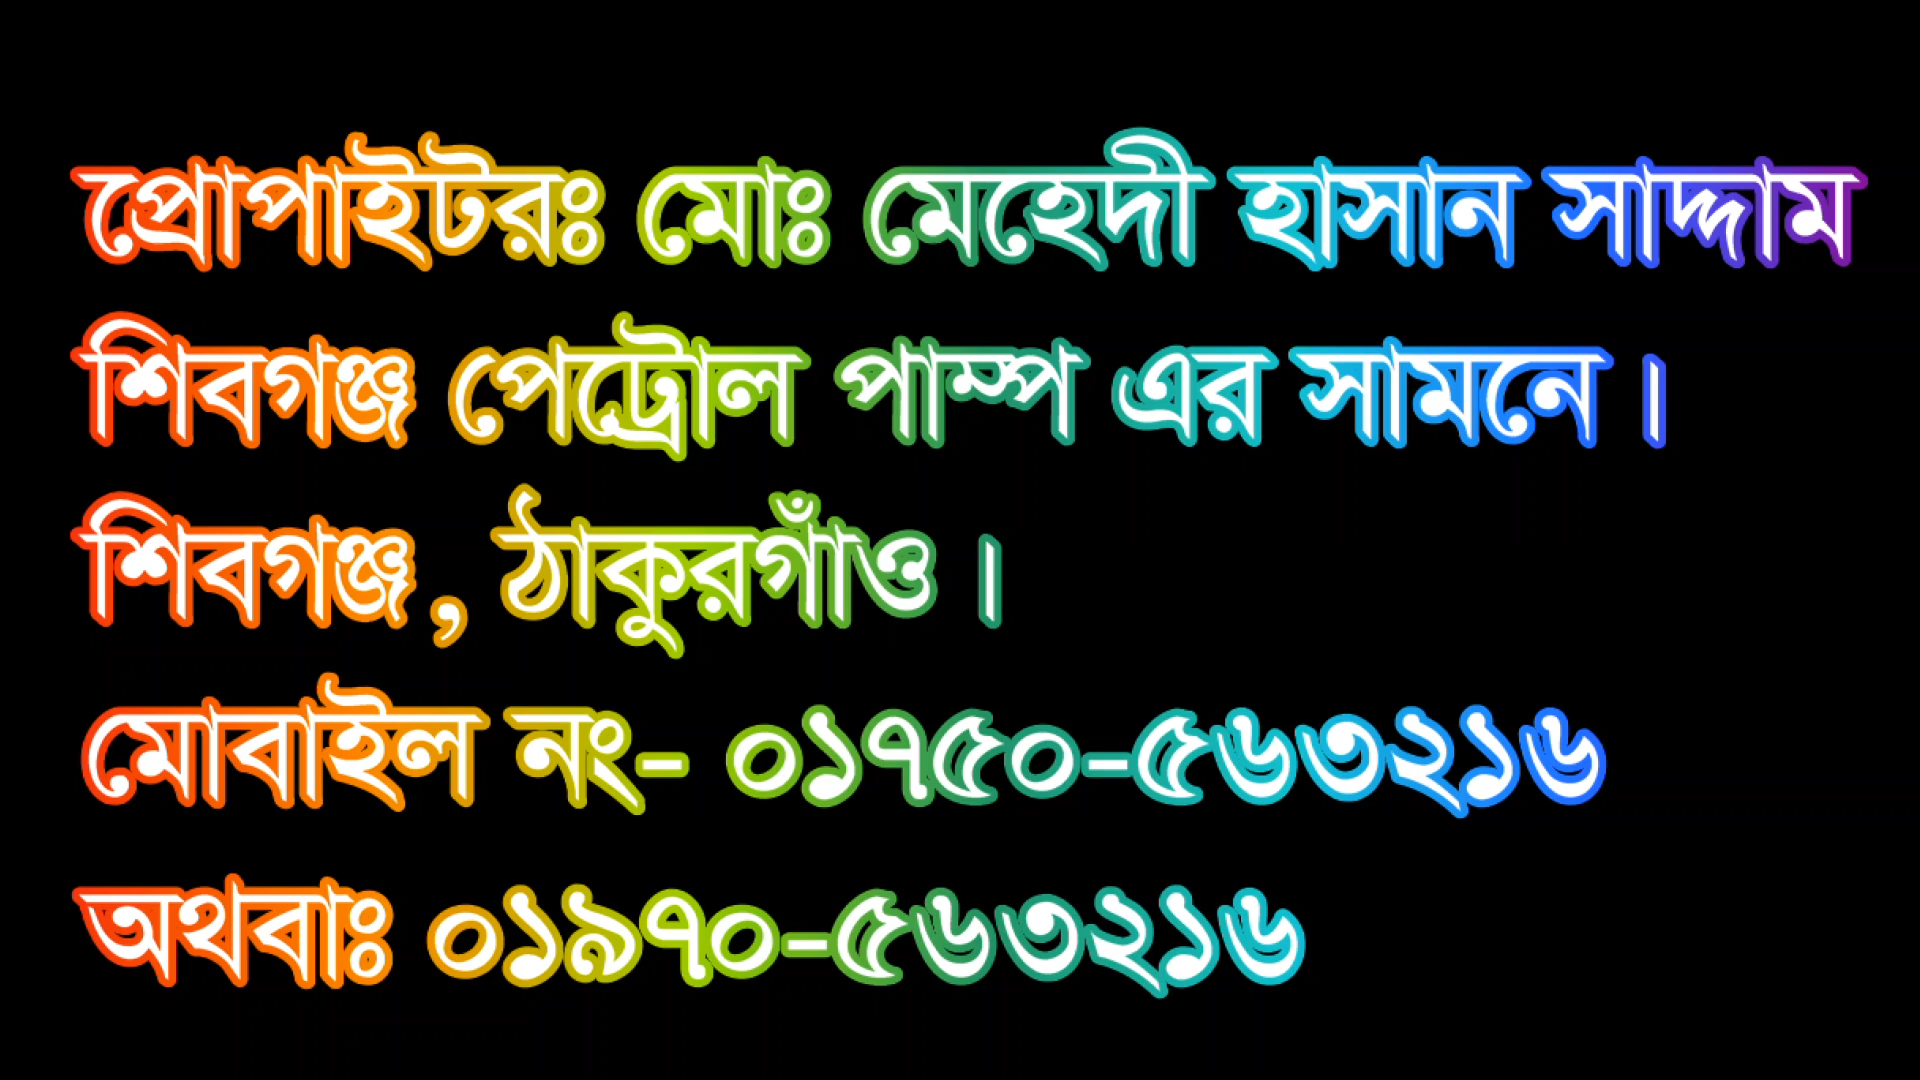 প্রোপাইটরঃ মোঃ মেহেদী হাসান সাদ্দাম
শিবগঞ্জ পেট্রোল পাম্প এর সামনে।
শিবগঞ্জ, ঠাকুরগাঁও।
মোবাইল নং- ০১৭৫০-৫৬৩২১৬
অথবাঃ ০১৯৭০-৫৬৩২১৬